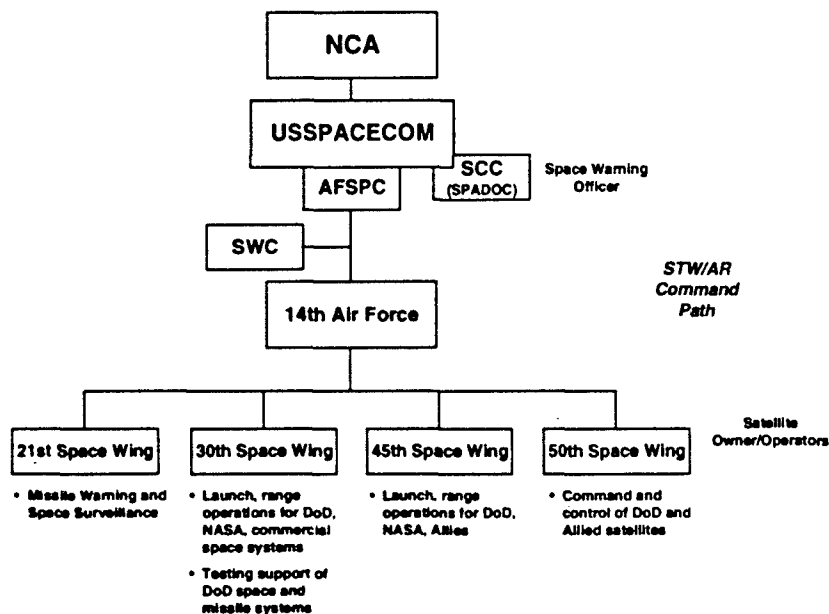 NCA
USSPACECOM
AFSPC
SCC
(SPADOC)
Space Warning
Officer
SWC
STW/AR
Command
Path
14th Air Force
21st Space Wing
30th Space Wing
45th Space Wing
50th Space Wing
Satellite
Owner/Operators
• Missile Warning and
Space Surveillance
• Launch, range
operations for DoD,
NASA, commercial
space systems
• Testing support of
DoD space and
missile systems
• Launch, range
operations for DoD,
NASA, Allies
• Command and
control of DoD and
Allied satellites